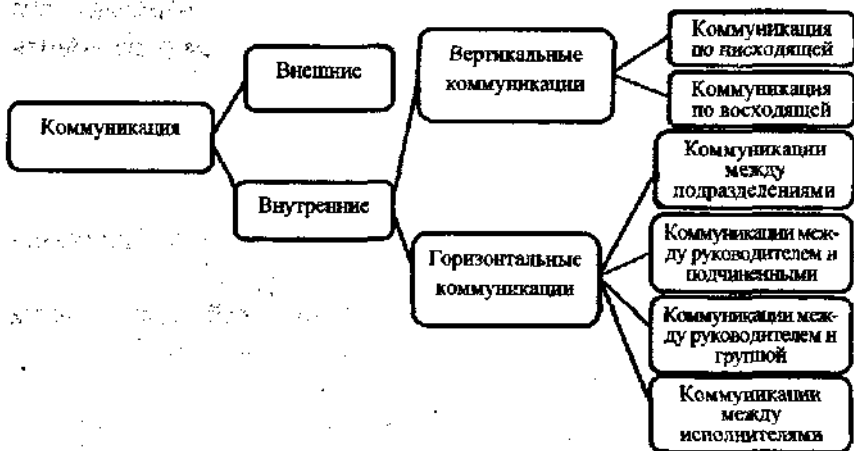 Коммуникация
Внешние
Внутренние
Вертикальные
коммуникации
Горизонтальные
коммуникации
Коммуникация
по нисходящей
Коммуникация
по восходящей
Коммуникации
между
подразделениями
Коммуникации меж-
ду руководителем и
подчиненными
Коммуникации меж-
ду руководителем и
группой
Коммуникации
между
исполнителями